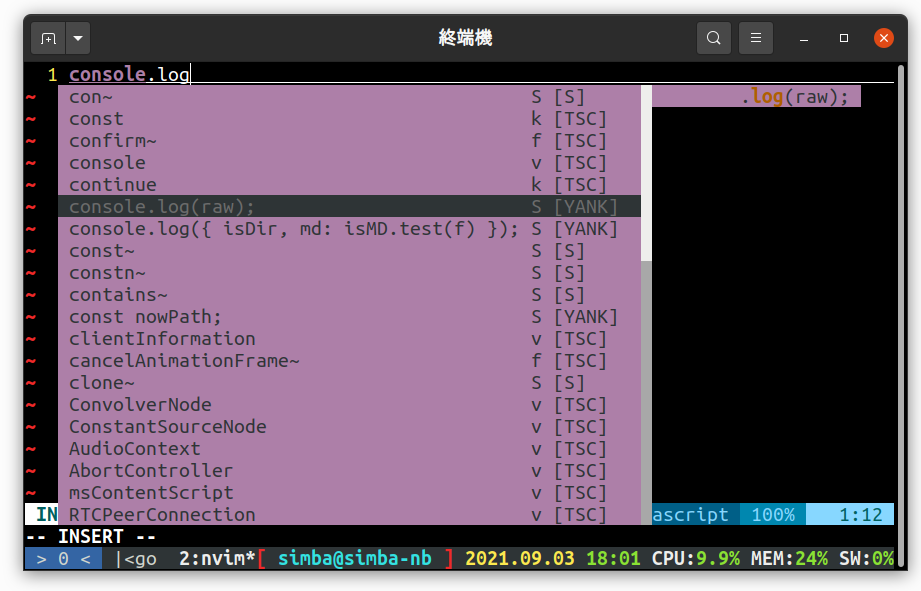 終端機
1 console.log
~ con~ S [S] .log(raw);
~ const k [TSC]
~ confirm~ f [TSC]
~ console v [TSC]
~ continue k [TSC]
~ console.log(raw); S [YANK]
~ console.log({ isDir, md: isMD.test(f) }); S [YANK]
~ const~ S [S]
~ constn~ S [S]
~ contains~ S [S]
~ const nowPath; S [YANK]
~ clientInformation v [TSC]
~ cancelAnimationFrame~ f [TSC]
~ clone~ S [S]
~ ConvolverNode v [TSC]
~ ConstantSourceNode v [TSC]
~ AudioContext v [TSC]
~ AbortController v [TSC]
~ msContentScript v [TSC]
IN RTCPeerConnection v [TSC] ascript 100% 1:12
-- INSERT --
> 0 < |<go 2:nvim*[ simba@simba-nb ] 2021.09.03 18:01 CPU:9.9% MEM:24% SW:0%